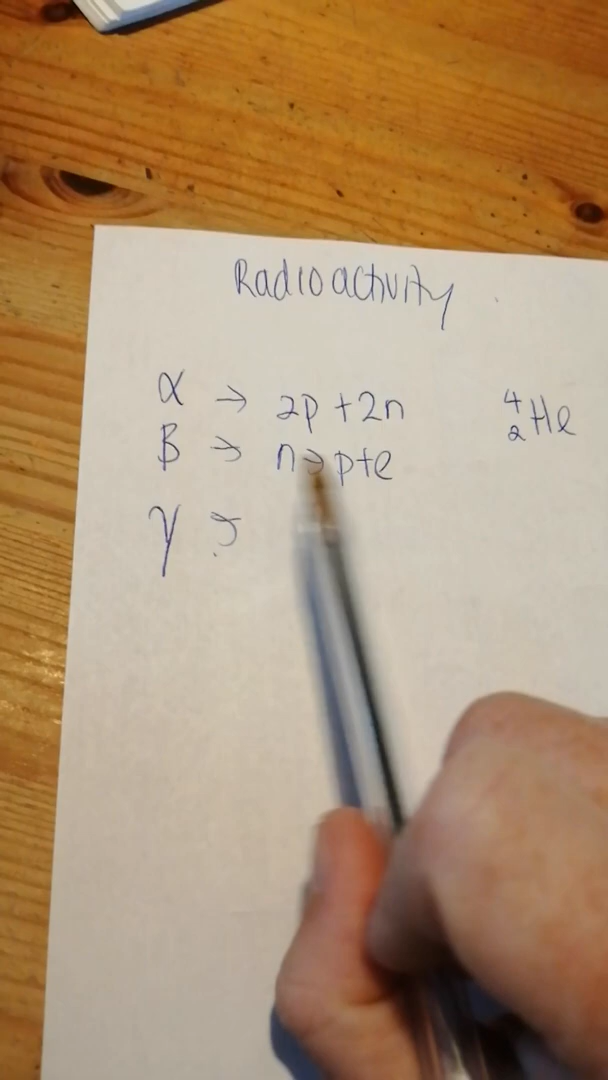 Radioactivity
α → 2p + 2n ⁴₂He
β → n → p + e
γ →